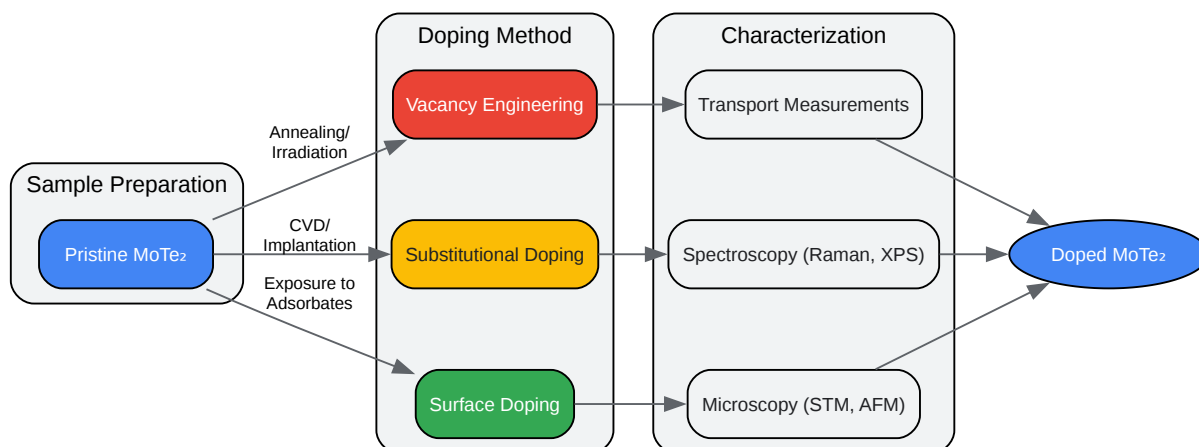 Sample Preparation
Pristine MoTe₂
Annealing/
Irradiation
CVD/
Implantation
Exposure to
Adsorbates
Doping Method
Vacancy Engineering
Substitutional Doping
Surface Doping
Characterization
Transport Measurements
Spectroscopy (Raman, XPS)
Microscopy (STM, AFM)
Doped MoTe₂